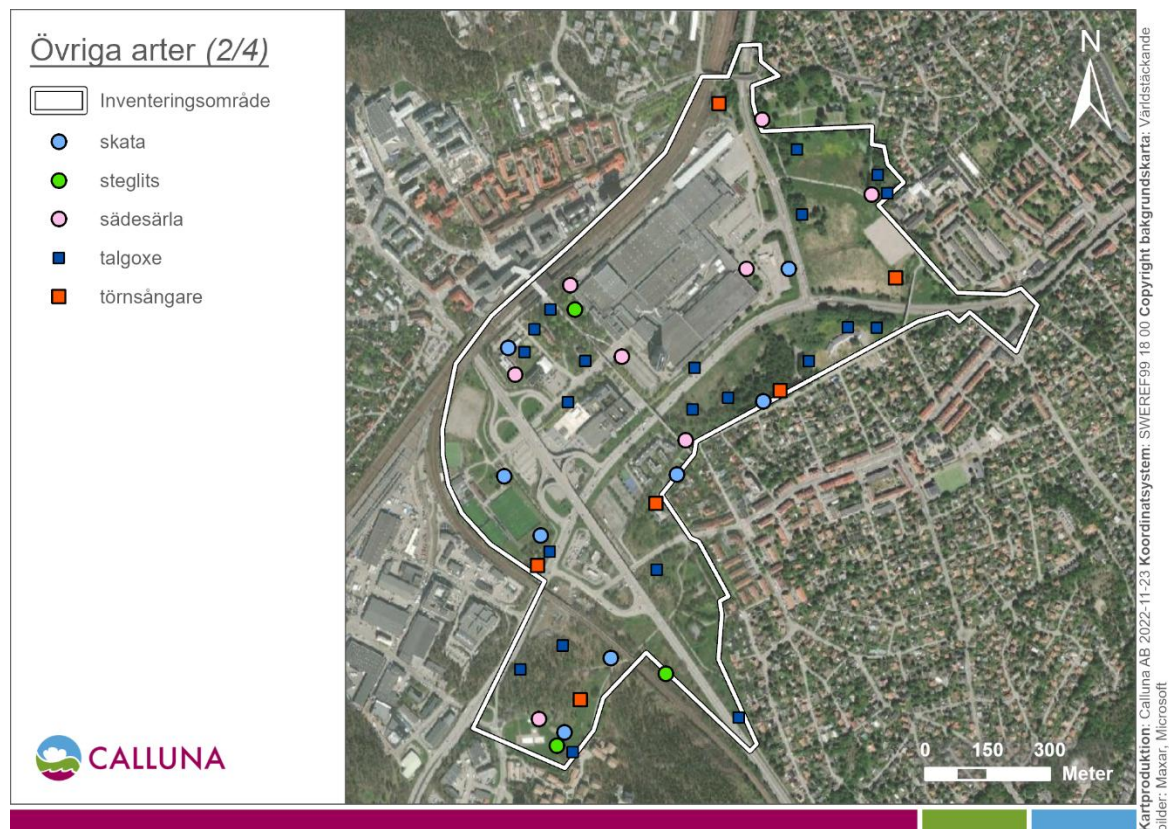 Övriga arter (2/4)
Inventeringsområde
skata
steglits
sädesärla
talgoxe
törnsångare
CALLUNA
N
0 150 300
Meter
Kartproduktion: Calluna AB 2022-11-23 Koordinatsystem: SWEREF99 18 00 Copyright bakgrundskarta: Världstäckande
bilder: Maxar, Microsoft